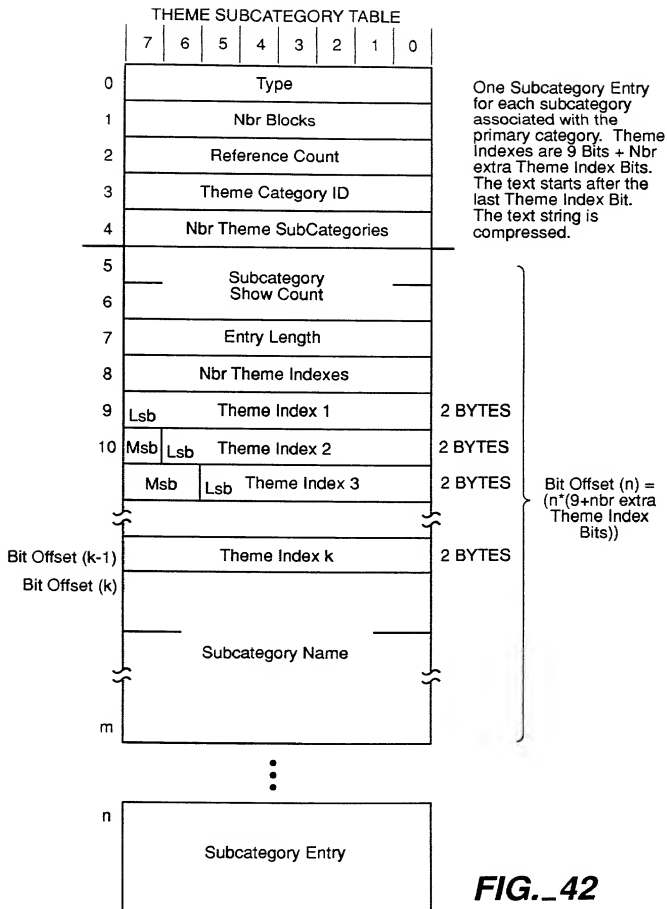 THEME SUBCATEGORY TABLE
7 6 5 4 3 2 1 0
0 Type
1 Nbr Blocks
2 Reference Count
3 Theme Category ID
4 Nbr Theme SubCategories
One Subcategory Entry
for each subcategory
associated with the
primary category. Theme
Indexes are 9 Bits + Nbr
extra Theme Index Bits.
The text starts after the
last Theme Index Bit.
The text string is
compressed.
5
Subcategory
Show Count
6
7 Entry Length
8 Nbr Theme Indexes
9 Lsb Theme Index 1 2 BYTES
10 Msb Lsb Theme Index 2 2 BYTES
Msb Lsb Theme Index 3 2 BYTES
Bit Offset (n) =
(n*(9+nbr extra
Theme Index
Bits))
Bit Offset (k-1) Theme Index k 2 BYTES
Bit Offset (k)
Subcategory Name
m
n
Subcategory Entry
FIG._42